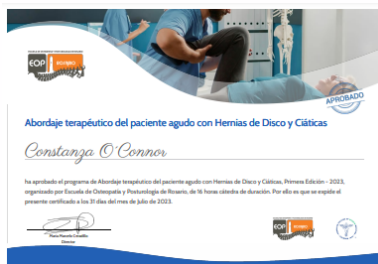 EOP ROSARIO
APROBADO
Abordaje terapéutico del paciente agudo con Hernias de Disco y Ciáticas
Constanza O'Connor
ha aprobado el programa de Abordaje terapéutico del paciente agudo con Hernias de Disco y Ciáticas, Primera Edición - 2023,
organizado por Escuela de Osteopatía y Posturología de Rosario, de 16 horas cátedra de duración. Por ello es que se expide el
presente certificado a los 31 días del mes de julio de 2023.
Director
EOP